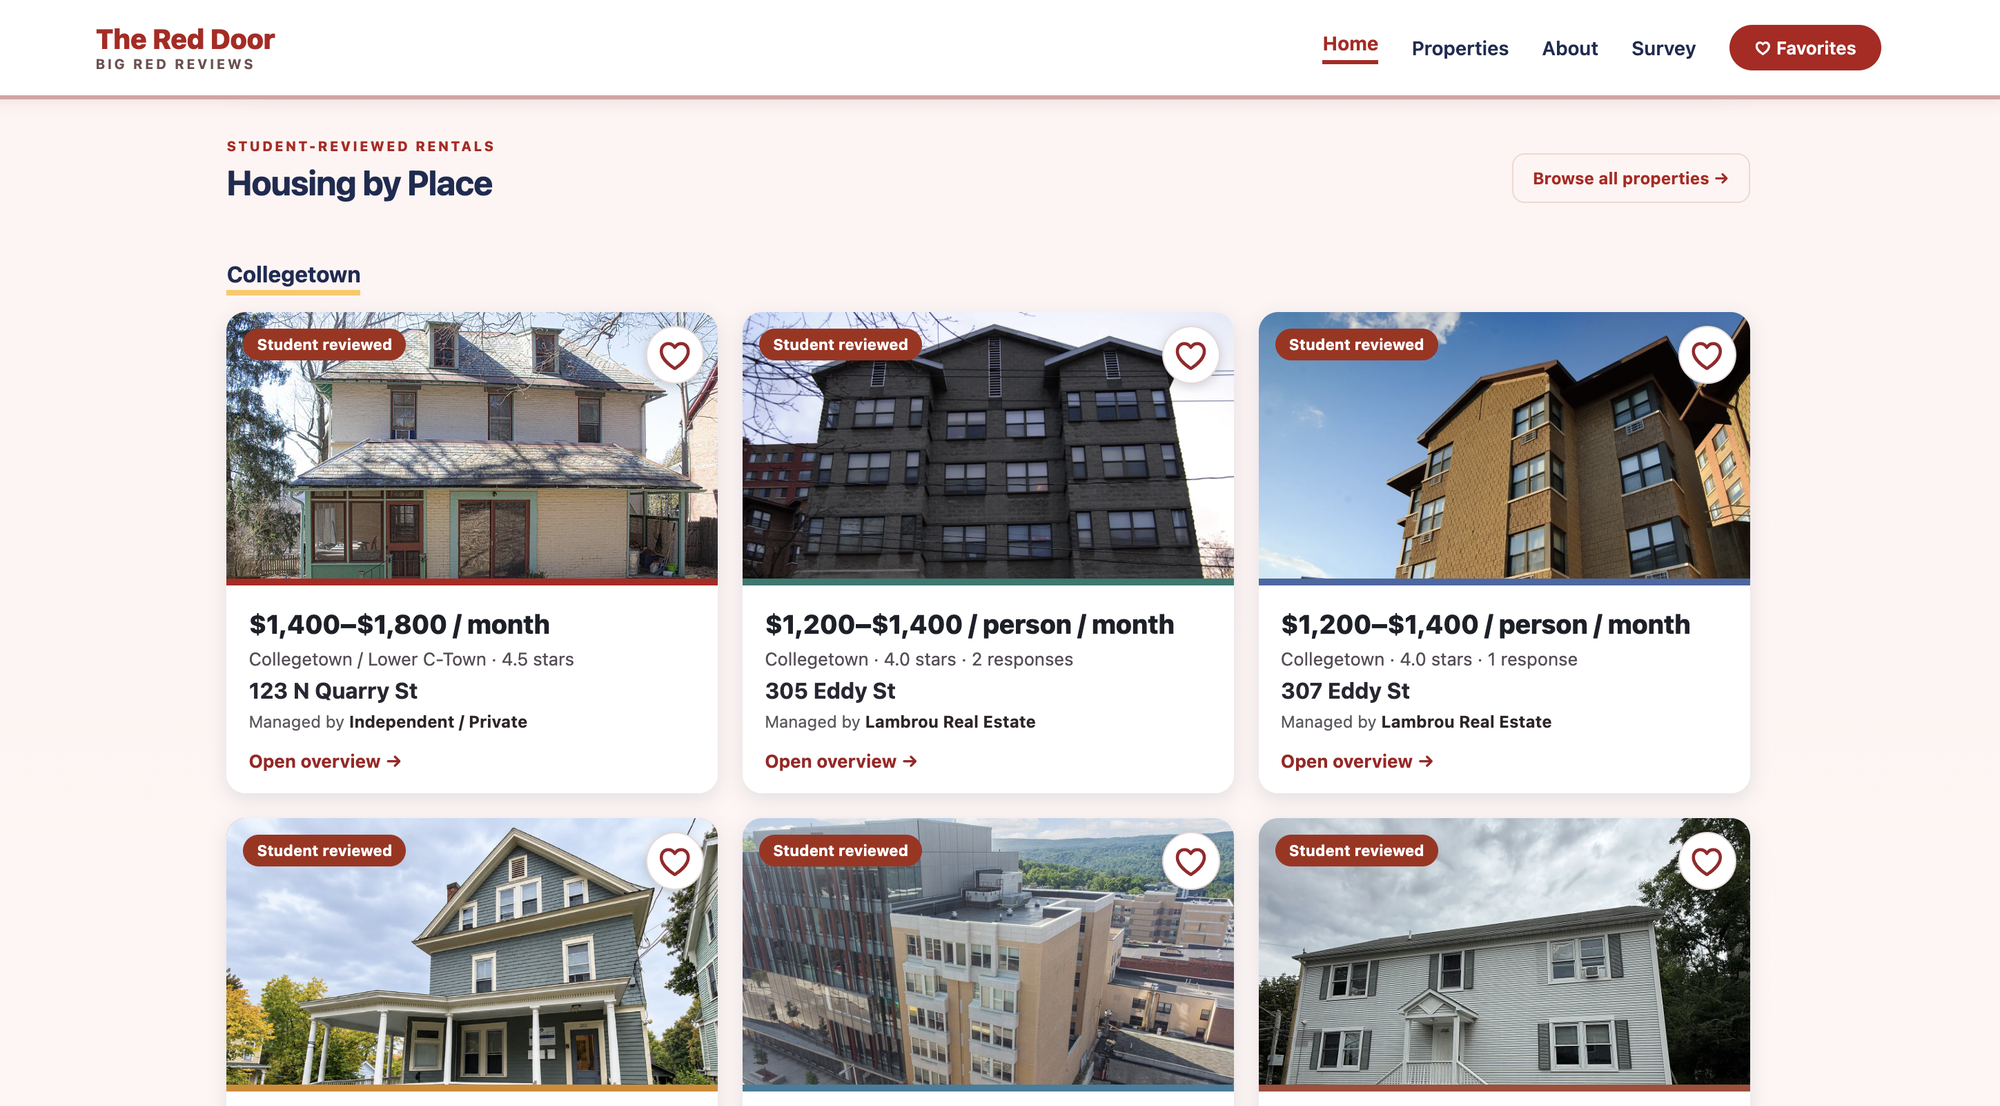 The Red Door
BIG RED REVIEWS
Home
Properties
About
Survey
♡ Favorites
STUDENT-REVIEWED RENTALS
Housing by Place
Browse all properties →
Collegetown
Student reviewed
$1,400–$1,800 / month
Collegetown / Lower C-Town · 4.5 stars
123 N Quarry St
Managed by Independent / Private
Open overview →
Student reviewed
$1,200–$1,400 / person / month
Collegetown · 4.0 stars · 2 responses
305 Eddy St
Managed by Lambrou Real Estate
Open overview →
Student reviewed
$1,200–$1,400 / person / month
Collegetown · 4.0 stars · 1 response
307 Eddy St
Managed by Lambrou Real Estate
Open overview →
Student reviewed
Student reviewed
Student reviewed